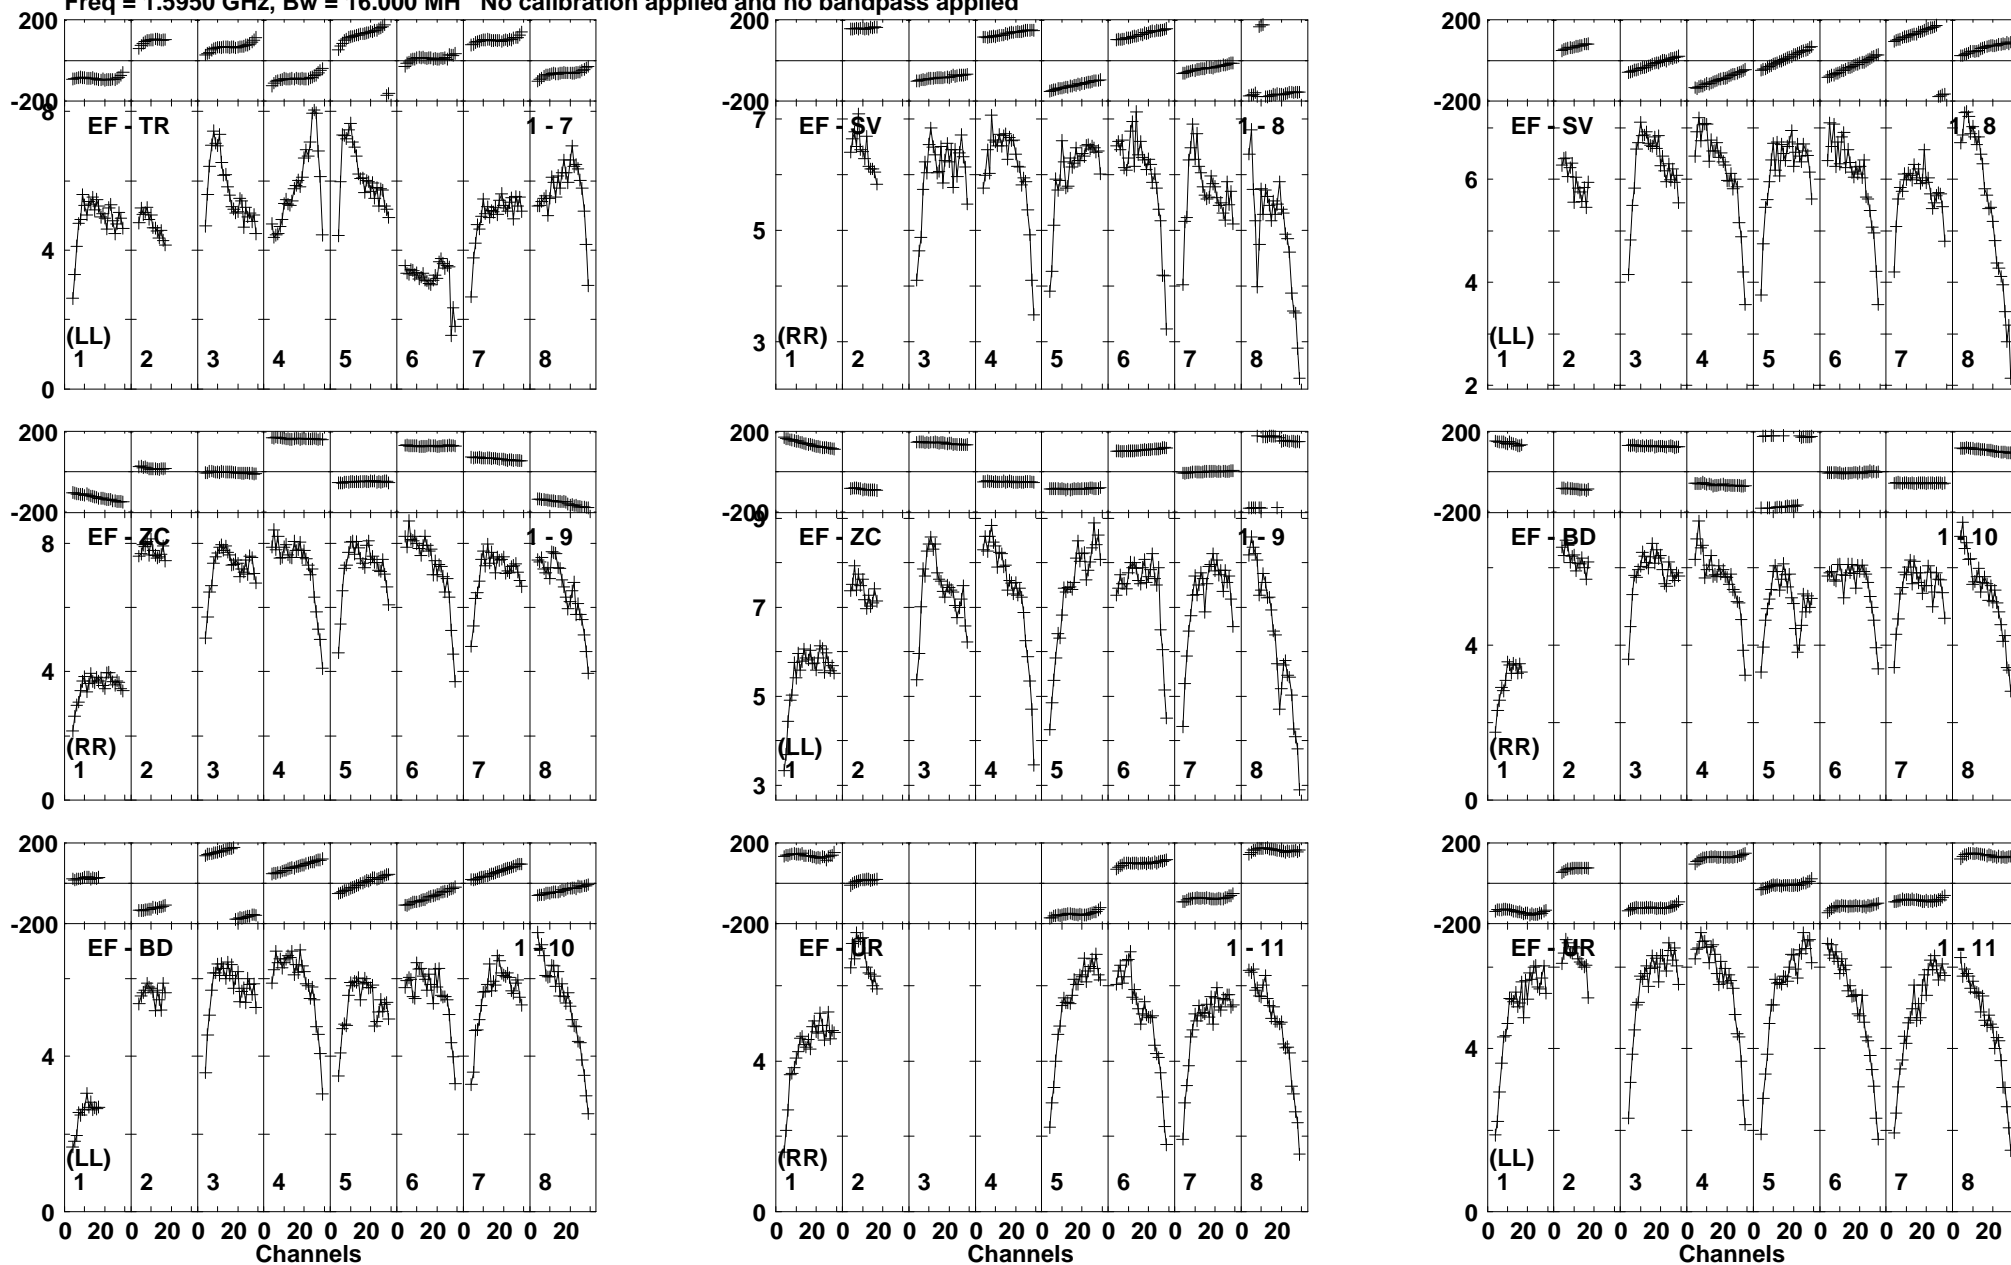 Freq = 1.5950 GHz, Bw = 16.000 MH No calibration applied and no bandpass applied
200
-200
8
4
0
EF - TR
1 - 7
(LL)
1 2 3 4 5 6 7 8
200
-200
7
5
3
EF - SV
1 - 8
(RR)
1 2 3 4 5 6 7 8
200
-200
6
4
2
EF - SV
1 - 8
(LL)
1 2 3 4 5 6 7 8
200
-200
8
4
0
EF - ZC
1 - 9
(RR)
1 2 3 4 5 6 7 8
200
-200
9
7
5
3
EF - ZC
1 - 9
(LL)
1 2 3 4 5 6 7 8
200
-200
4
0
EF - BD
1 - 10
(RR)
1 2 3 4 5 6 7 8
200
-200
4
0
EF - BD
1 - 10
(LL)
1 2 3 4 5 6 7 8
0 20 0 20 0 20 0 20 0 20 0 20 0 20 0 20
Channels
200
-200
4
0
EF - UR
1 - 11
(RR)
1 2 3 4 5 6 7 8
0 20 0 20 0 20 0 20 0 20 0 20 0 20 0 20
Channels
200
-200
4
0
EF - UR
1 - 11
(LL)
1 2 3 4 5 6 7 8
0 20 0 20 0 20 0 20 0 20 0 20 0 20 0 20
Channels